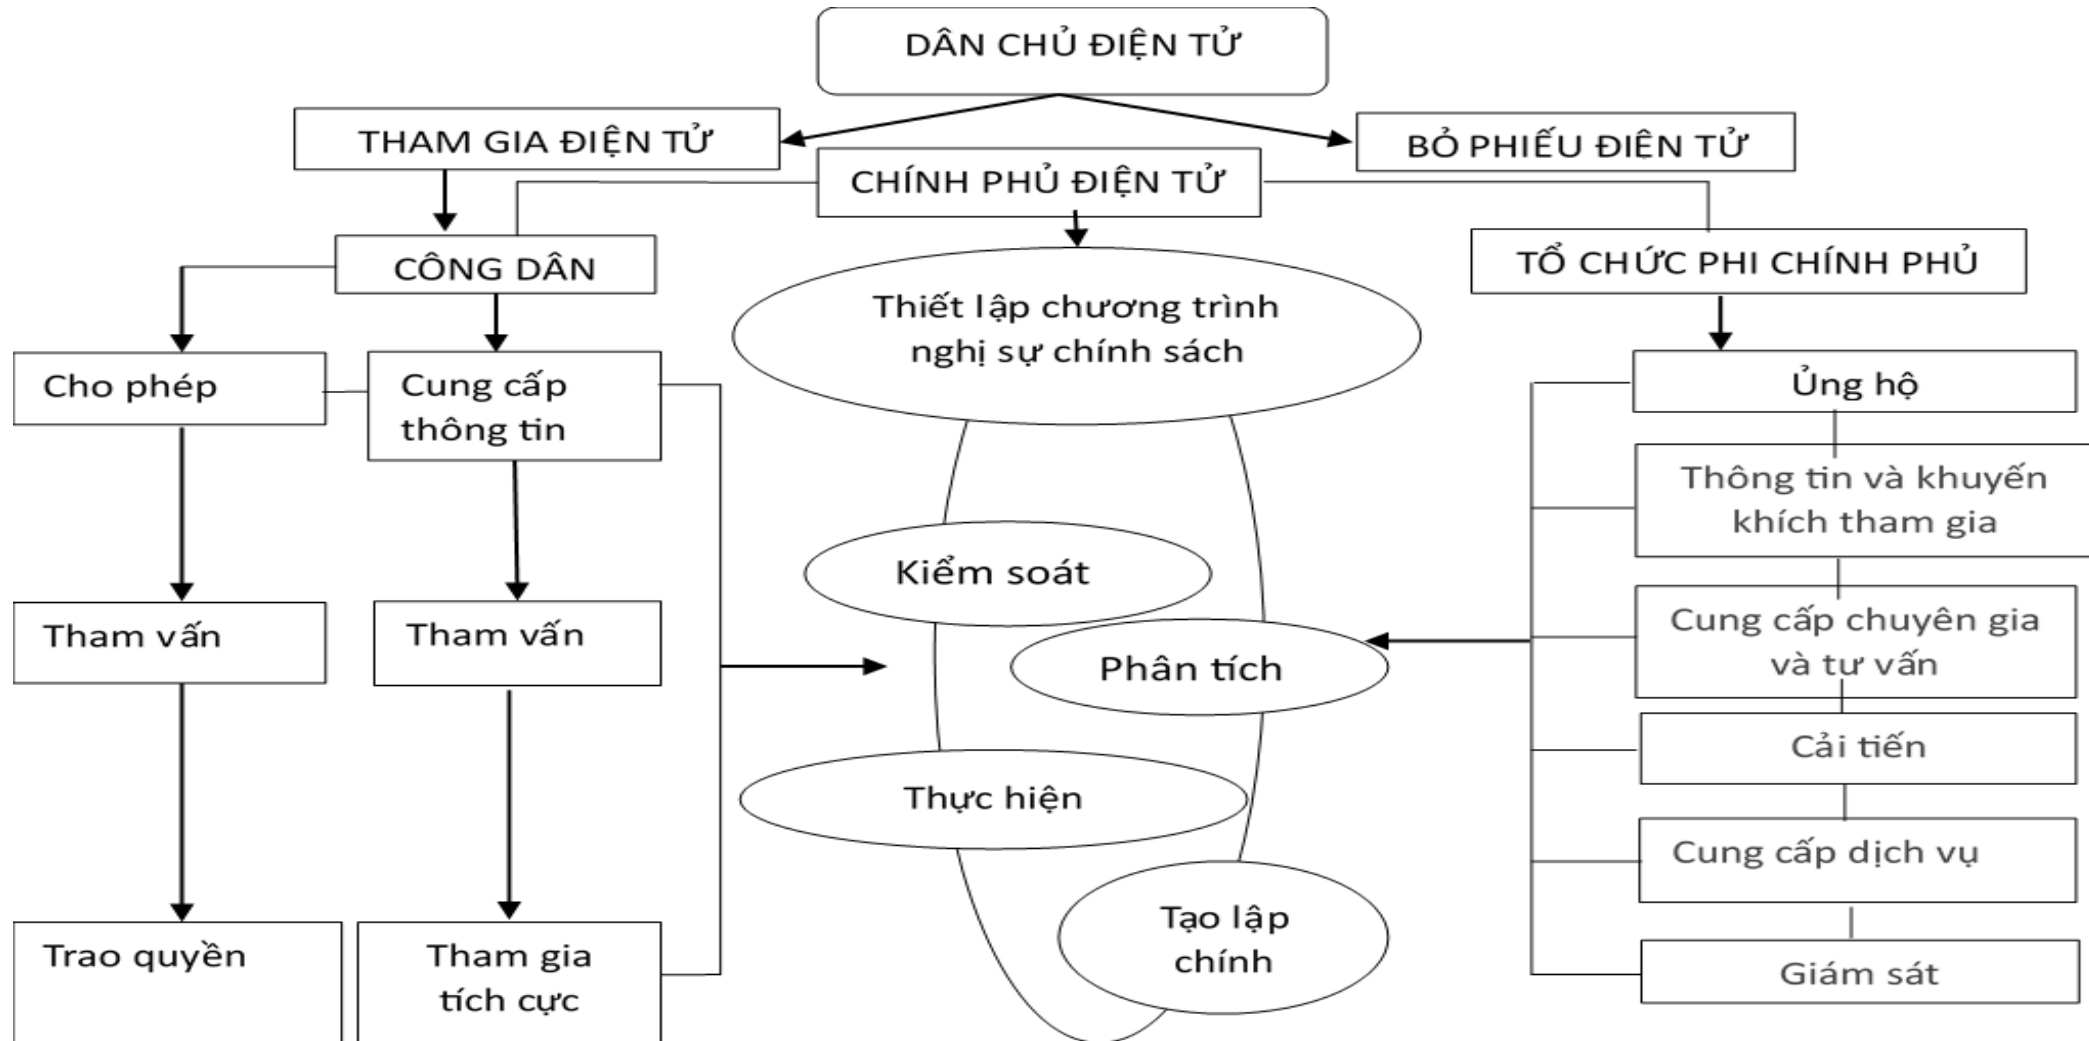 DÂN CHỦ ĐIỆN TỬ
THAM GIA ĐIỆN TỬ
BỎ PHIẾU ĐIỆN TỬ
CHÍNH PHỦ ĐIỆN TỬ
CÔNG DÂN
TỔ CHỨC PHI CHÍNH PHỦ
Thiết lập chương trình
nghị sự chính sách
Cho phép
Cung cấp
thông tin
Ủng hộ
Thông tin và khuyến
khích tham gia
Kiểm soát
Tham vấn
Tham vấn
Phân tích
Cung cấp chuyên gia
và tư vấn
Cải tiến
Thực hiện
Cung cấp dịch vụ
Trao quyền
Tham gia
tích cực
Tạo lập
chính
Giám sát